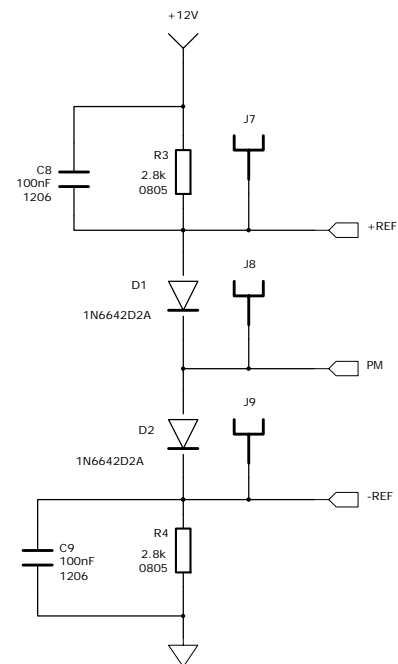 +12V
J7
R3
2.8k
0805
C8
100nF
1206
+REF
J8
D1
1N6642D2A
PM
J9
D2
1N6642D2A
-REF
R4
2.8k
0805
C9
100nF
1206